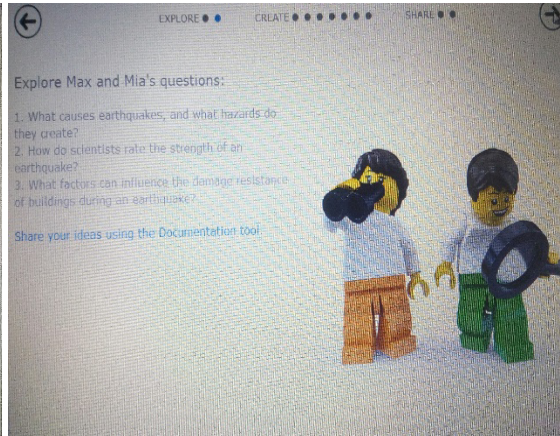 EXPLORE
CREATE
SHARE
Explore Max and Mia's questions:
1. What causes earthquakes, and what hazards do
they create?
2. How do scientists rate the strength of an
earthquake?
3. What factors can influence the damage resistance
of buildings during an earthquake?
Share your ideas using the Documentation tool